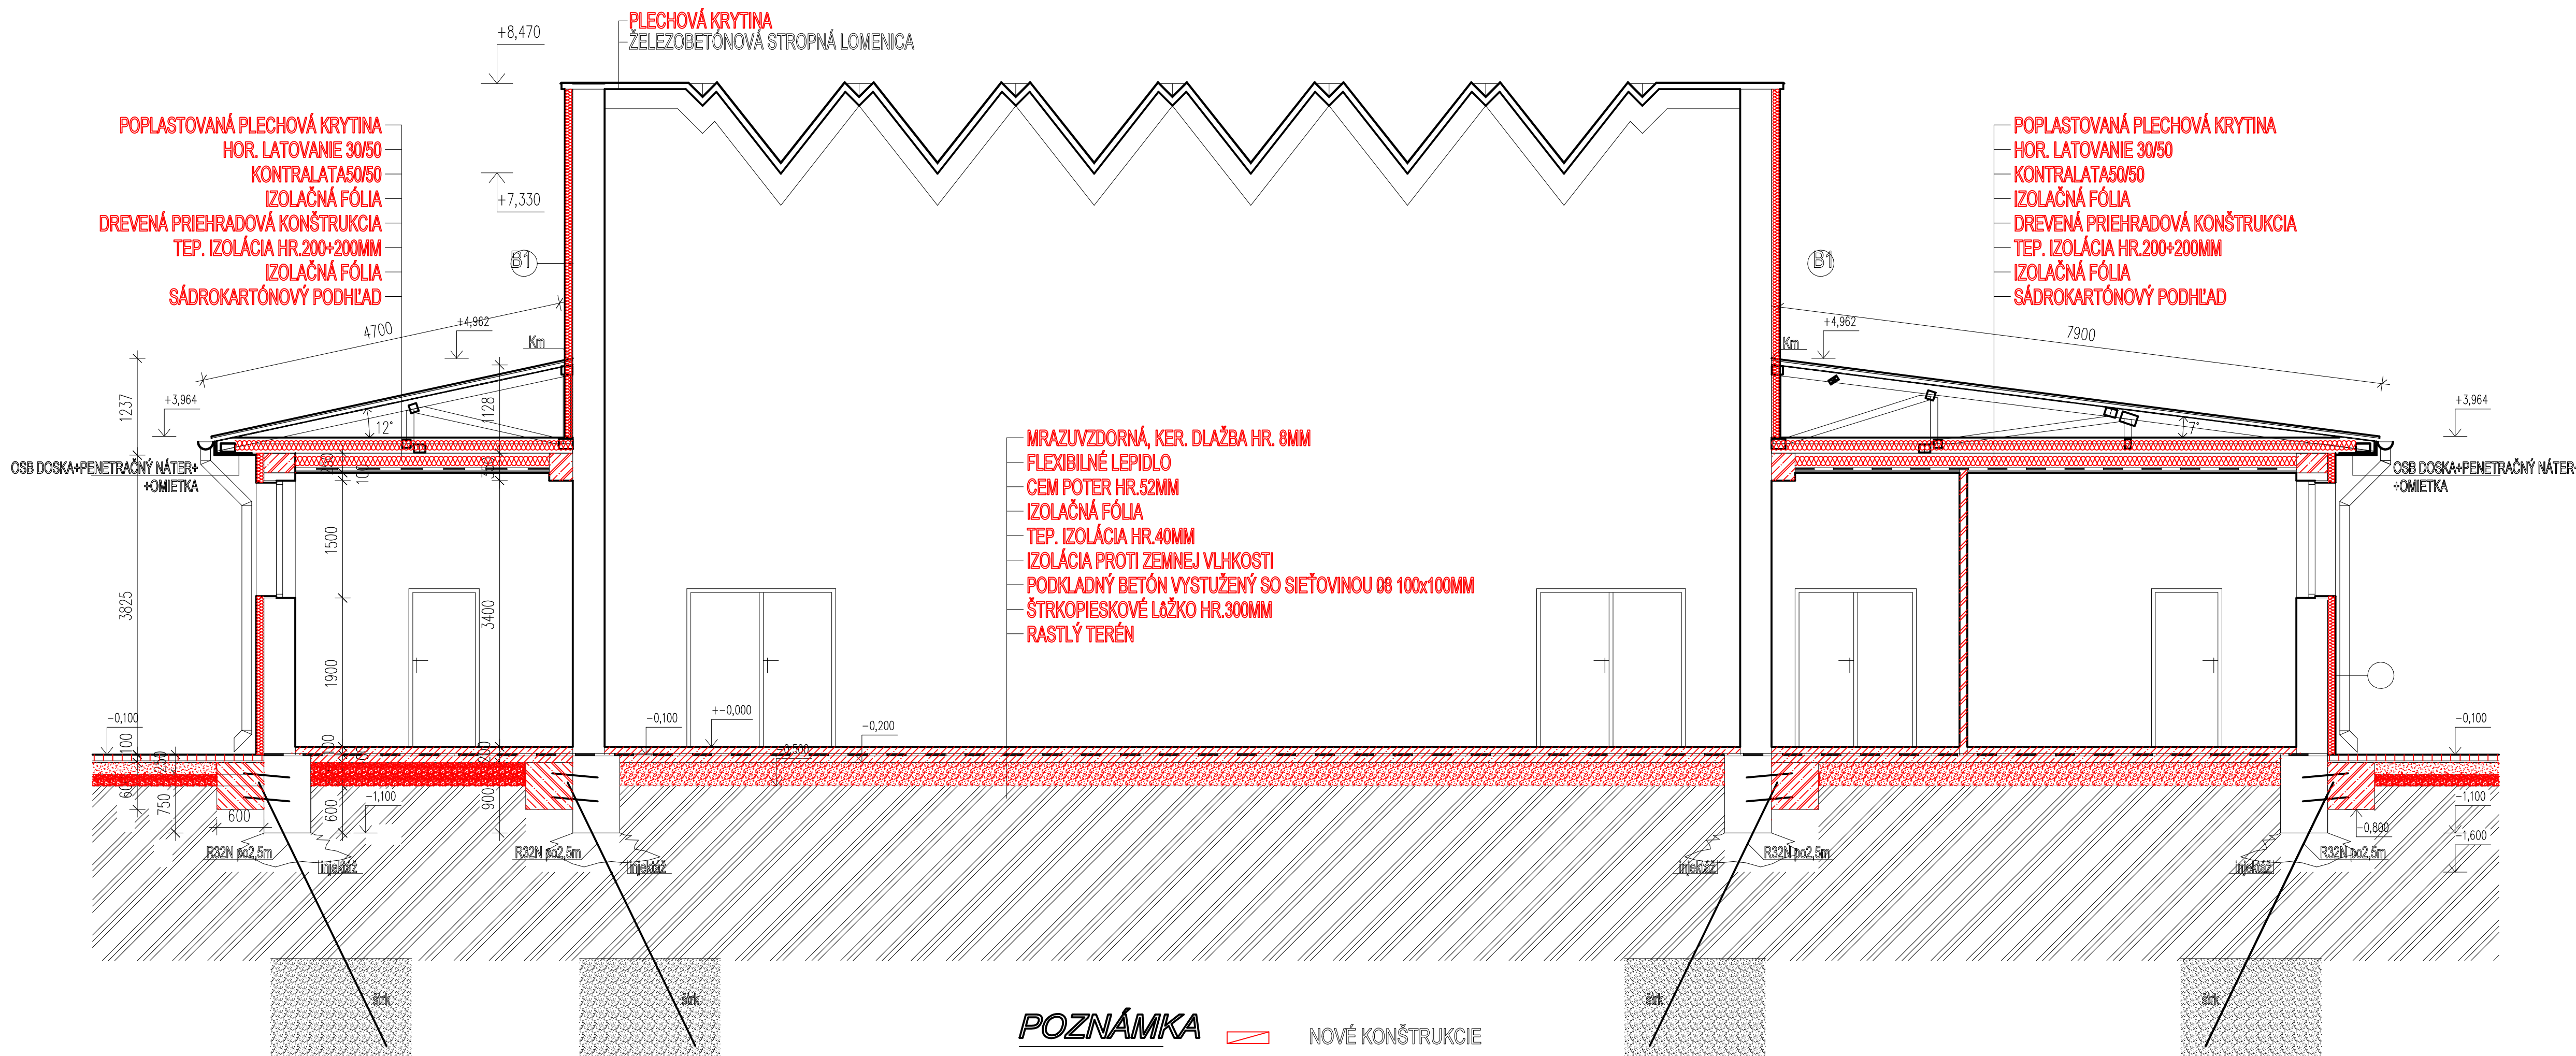 +8,470
PLECHOVÁ KRYTINA
ŽELEZOBETÓNOVÁ STROPNÁ LOMENICA
+7,330
POPLASTOVANÁ PLECHOVÁ KRYTINA
HOR. LATOVANIE 30/50
KONTRALATA50/50
IZOLAČNÁ FÓLIA
DREVENÁ PRIEHRADOVÁ KONŠTRUKCIA
TEP. IZOLÁCIA HR.200+200MM
IZOLAČNÁ FÓLIA
SÁDROKARTÓNOVÝ PODHĽAD
B1
B1
POPLASTOVANÁ PLECHOVÁ KRYTINA
HOR. LATOVANIE 30/50
KONTRALATA50/50
IZOLAČNÁ FÓLIA
DREVENÁ PRIEHRADOVÁ KONŠTRUKCIA
TEP. IZOLÁCIA HR.200+200MM
IZOLAČNÁ FÓLIA
SÁDROKARTÓNOVÝ PODHĽAD
4700
+4,962
Km
+4,962
Km
7900
1237
+3,964
12°
1128
7°
+3,964
OSB DOSKA+PENETRAČNÝ NÁTER+
+OMIETKA
OSB DOSKA+PENETRAČNÝ NÁTER+
+OMIETKA
MRAZUVZDORNÁ, KER. DLAŽBA HR. 8MM
FLEXIBILNÉ LEPIDLO
CEM POTER HR.52MM
IZOLAČNÁ FÓLIA
TEP. IZOLÁCIA HR.40MM
IZOLÁCIA PROTI ZEMNEJ VLHKOSTI
PODKLADNÝ BETÓN VYSTUŽENÝ SO SIEŤOVINOU Ø8 100x100MM
ŠTRKOPIESKOVÉ LÔŽKO HR.300MM
RASTLÝ TERÉN
3825
1500
1900
3400
-0,100
-0,100
+-0,000
-0,200
-0,500
-0,100
100
250
750
600
600
900
-1,100
-1,100
-0,800
-1,600
R32N po2,5m
injektáž
R32N po2,5m
injektáž
injektáž
R32N po2,5m
injektáž
R32N po2,5m
štrk
štrk
štrk
štrk
POZNÁMKA
NOVÉ KONŠTRUKCIE